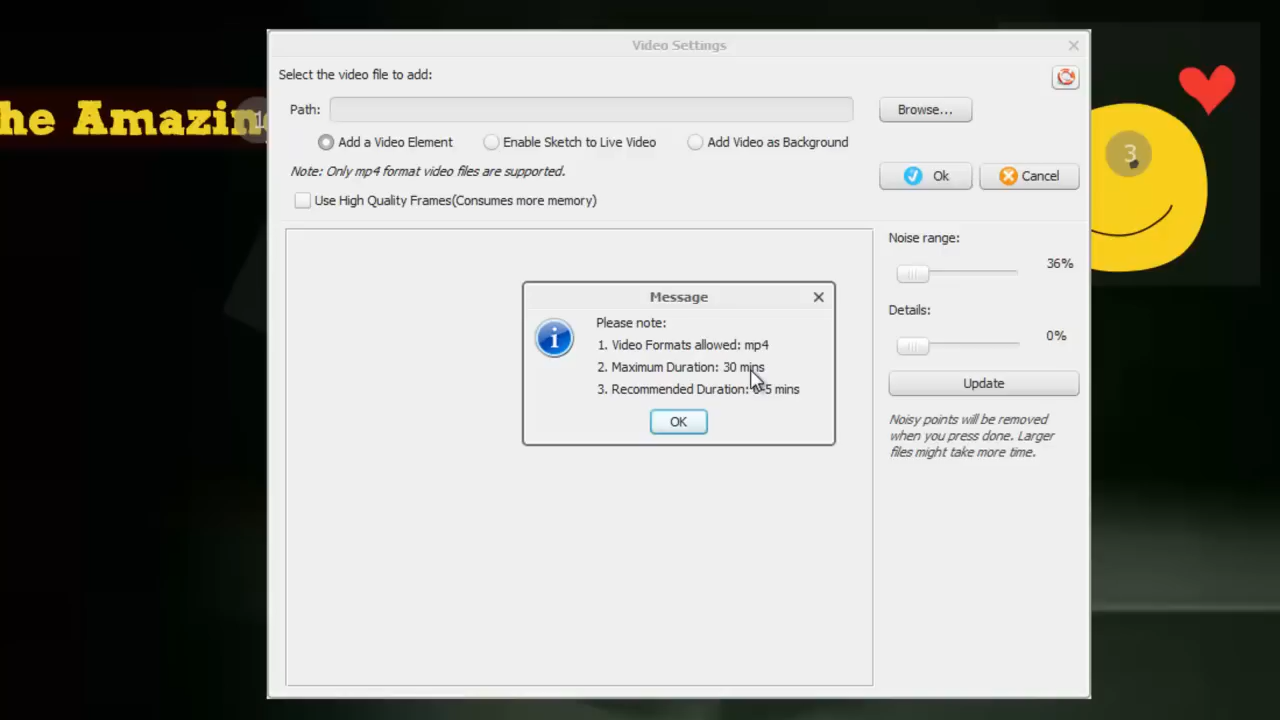 Video Settings
Select the video file to add:
Path:
Browse...
Add a Video Element
Enable Sketch to Live Video
Add Video as Background
Note: Only mp4 format video files are supported.
Ok
Cancel
Use High Quality Frames(Consumes more memory)
he Amazin
1
3
Noise range:
36%
Details:
0%
Update
Noisy points will be removed
when you press done. Larger
files might take more time.
Message
Please note:
1. Video Formats allowed: mp4
2. Maximum Duration: 30 mins
3. Recommended Duration: 5 mins
OK